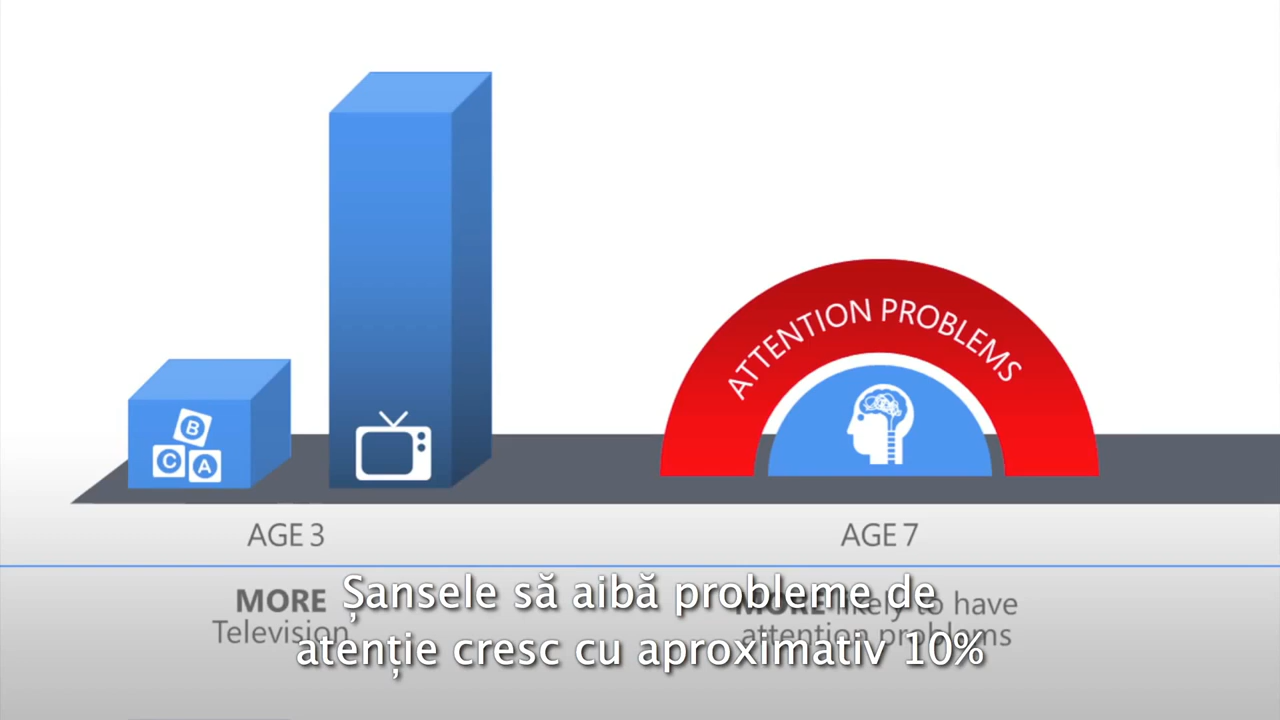 ATTENTION PROBLEMS
B
C A
AGE 3
AGE 7
MORE
Television
MORE likely to have
attention problems
Șansele să aibă probleme de
atenție cresc cu aproximativ 10%